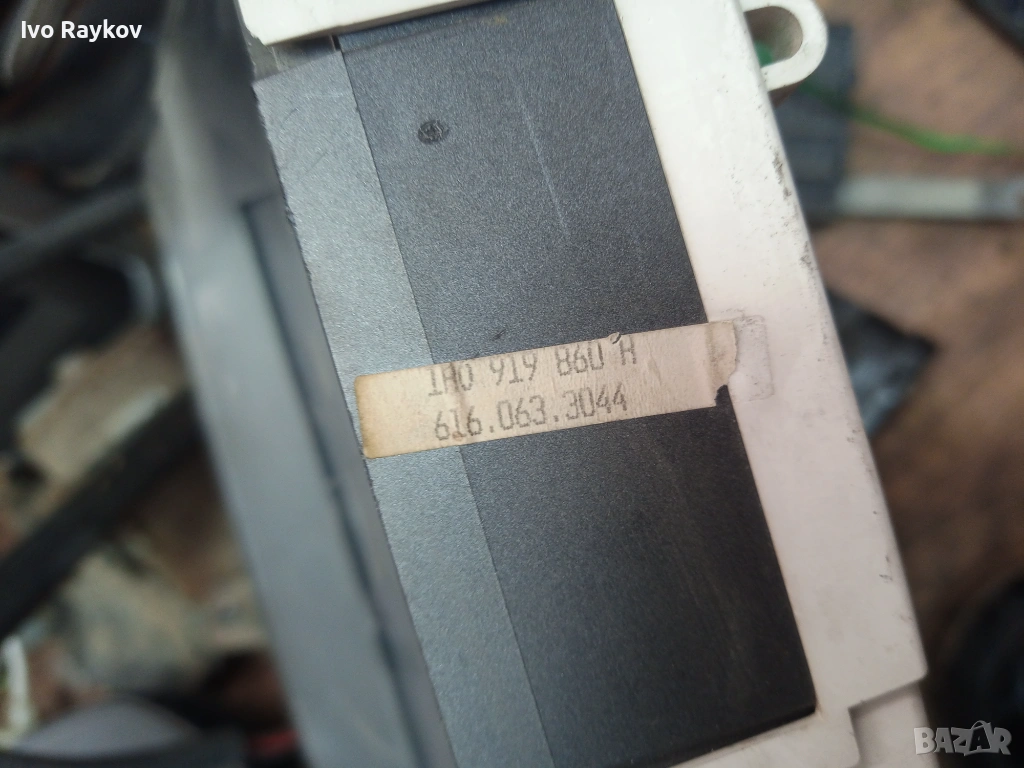 Ivo Raykov
1H0 919 860 H
616.063.3044
BAZAR